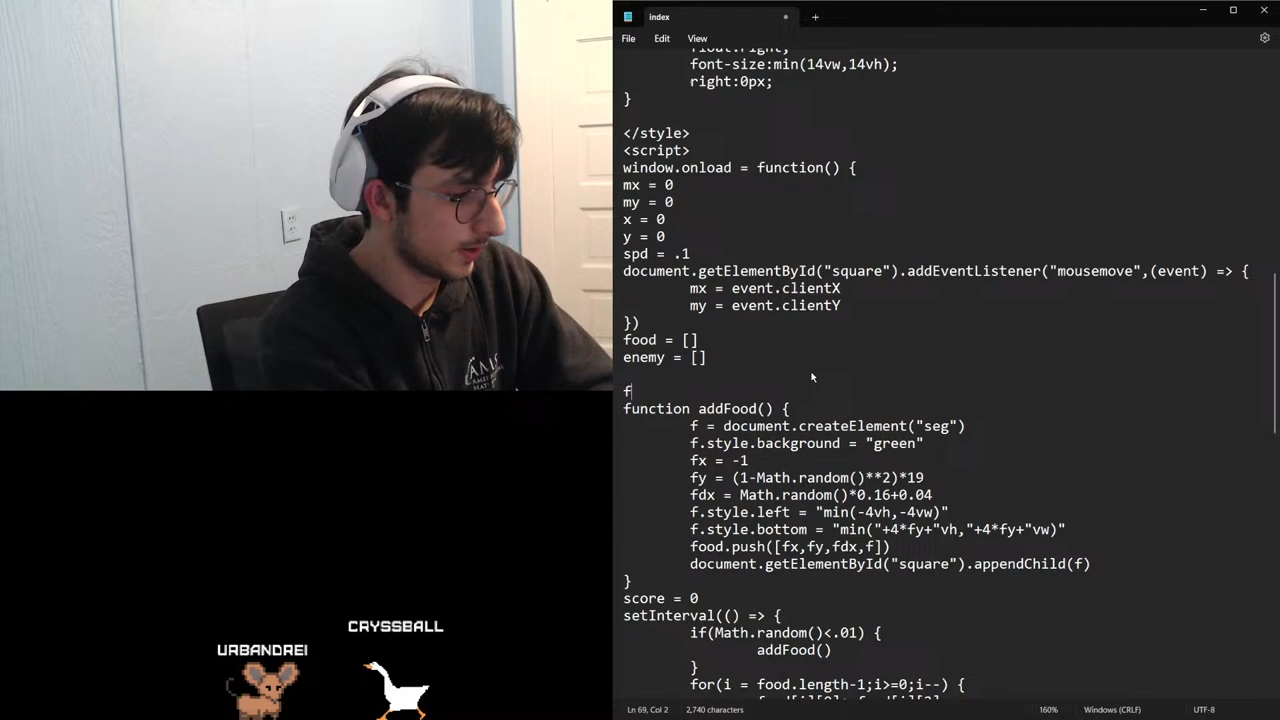 index
File Edit View
float:right;
font-size:min(14vw,14vh);
right:0px;
}
</style>
<script>
window.onload = function() {
mx = 0
my = 0
x = 0
y = 0
spd = .1
document.getElementById("square").addEventListener("mousemove",(event) => {
mx = event.clientX
my = event.clientY
})
food = []
enemy = []
f
function addFood() {
f = document.createElement("seg")
f.style.background = "green"
fx = -1
fy = (1-Math.random()**2)*19
fdx = Math.random()*0.16+0.04
f.style.left = "min(-4vh,-4vw)"
f.style.bottom = "min("+4*fy+"vh,"+4*fy+"vw)"
food.push([fx,fy,fdx,f])
document.getElementById("square").appendChild(f)
}
score = 0
setInterval(() => {
if(Math.random()<.01) {
addFood()
}
for(i = food.length-1;i>=0;i--) {
Ln 69, Col 2 2,740 characters 160% Windows (CRLF) UTF-8
CRYSSBALL
URBANDREI